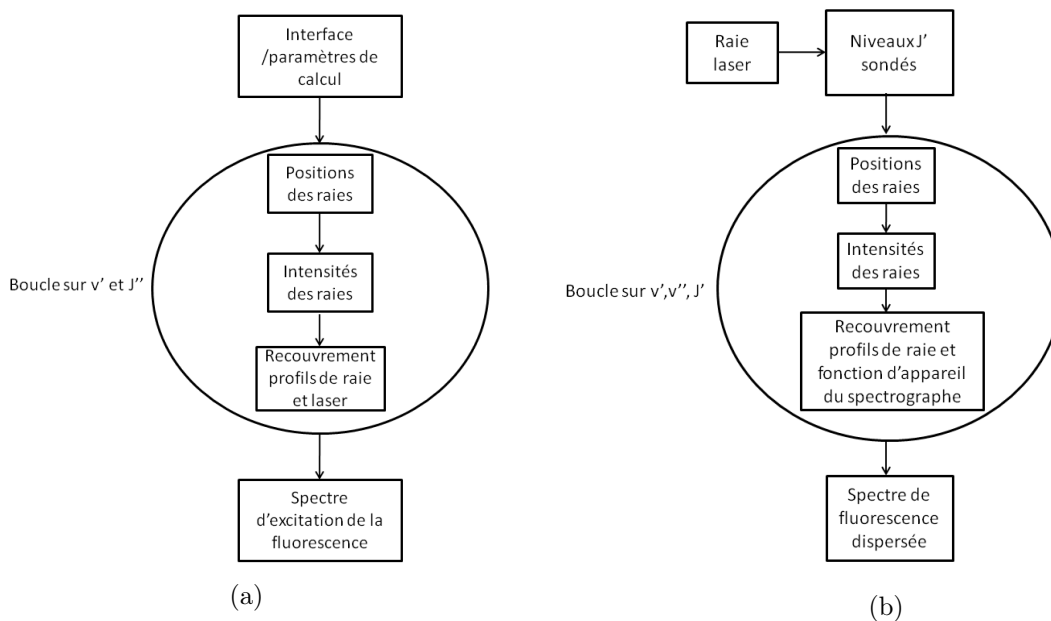 Interface
/paramètres de
calcul
Positions
des raies
Intensités
des raies
Boucle sur v' et J''
Recouvrement
profils de raie
et laser
Spectre
d'excitation de la
fluorescence
(a)
Raie
laser
Niveaux J'
sondés
Positions
des raies
Intensités
des raies
Boucle sur v',v'', J'
Recouvrement
profils de raie et
fonction d'appareil
du spectrographe
Spectre de
fluorescence
dispersée
(b)